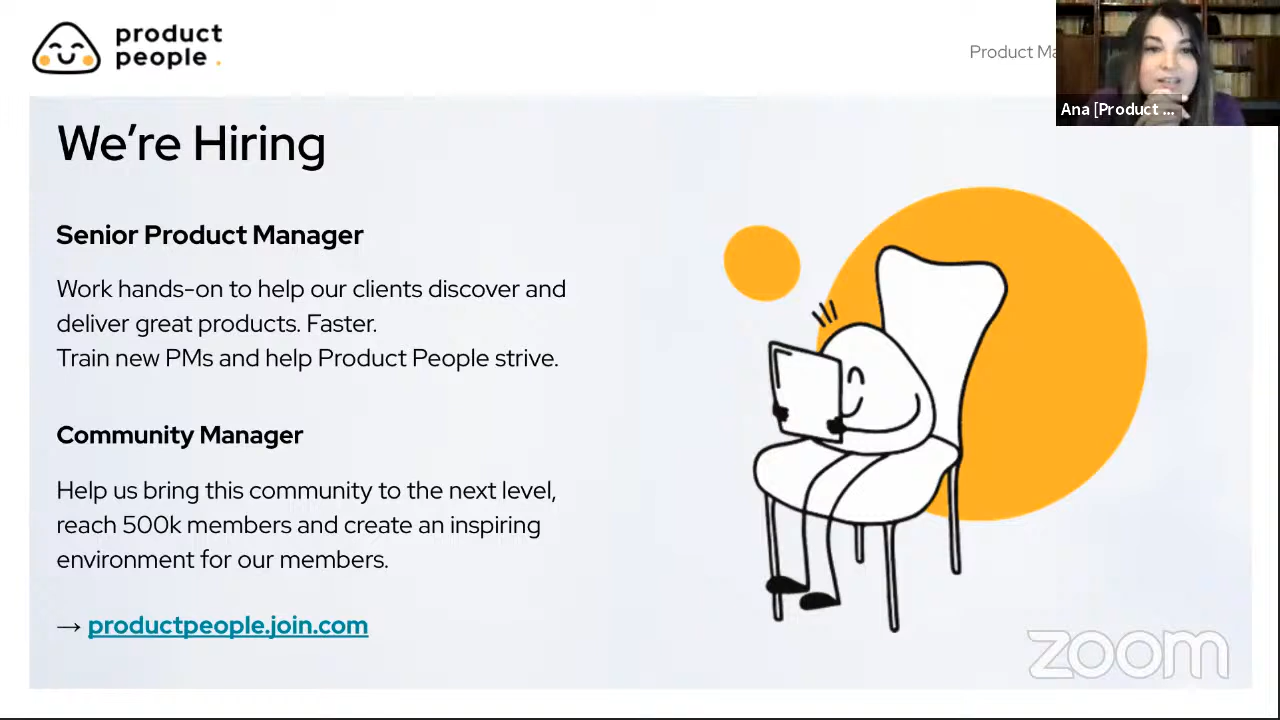 product
people.
Product Ma
Ana [Product ...
We’re Hiring
Senior Product Manager
Work hands-on to help our clients discover and
deliver great products. Faster.
Train new PMs and help Product People strive.
Community Manager
Help us bring this community to the next level,
reach 500k members and create an inspiring
environment for our members.
→ productpeople.join.com
zoom